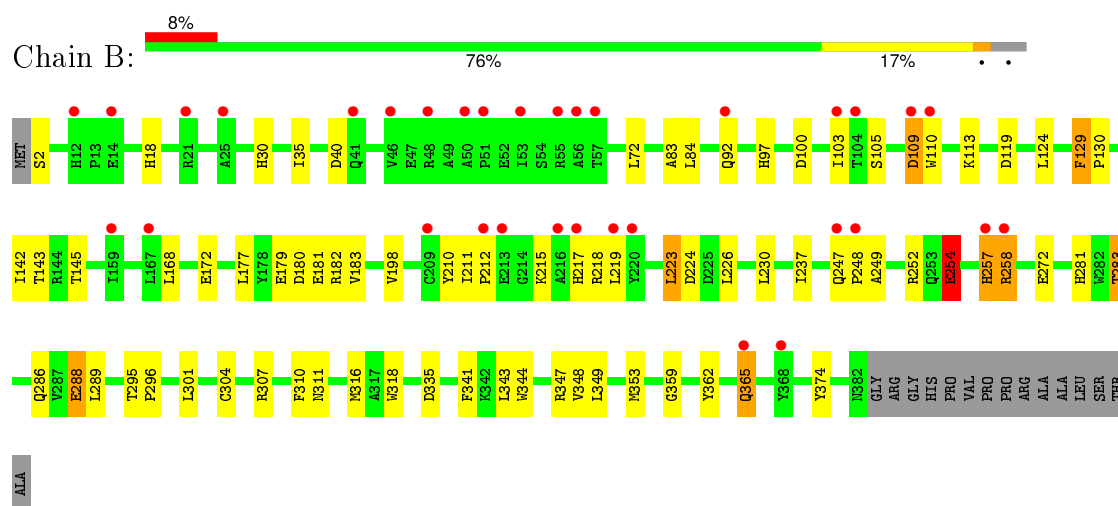 8%
Chain B:
76% 17% • •
MET S2 H12 P13 E14 H18 R21 A25 H30 I35 D40 Q41 V46 E47 R48 A49 A50 P51 E52 I53 S54 R55 A56 T57 L72 A83 L84 Q92 H97 D100 I103 T104 S105 D109 W110 K113 D119 L124 F129 P130
I142 T143 R144 T145 I159 L167 L168 E172 L177 Y178 E179 D180 E181 R182 V183 V198 C209 Y210 I211 P212 E213 G214 K215 A216 H217 R218 L219 Y220 L223 D224 D225 L226 L230 I237 Q247 P248 A249 R252 Q253 E254 H257 R258 E272 H281 W282 T283
Q286 V287 E288 L289 T295 P296 L301 C304 R307 F310 N311 M316 A317 W318 D335 F341 K342 L343 W344 R347 V348 L349 M353 G359 Y362 Q365 Y368 Y374 N382 GLY ARG GLY HIS PRO VAL PRO PRO ARG ALA ALA LEU SER THR
ALA